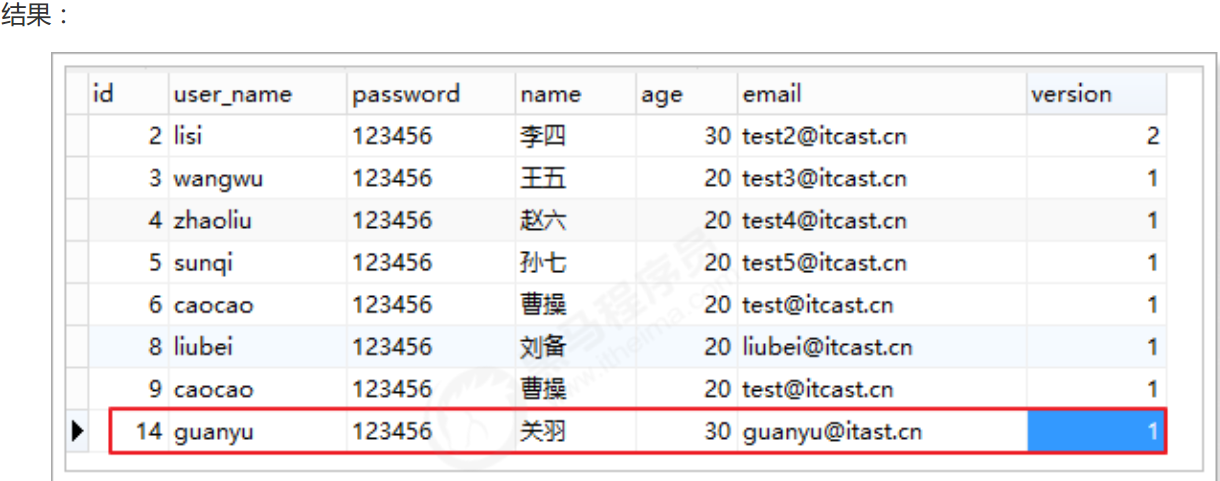 结果：
id user_name password name age email version
2 lisi 123456 李四 30 test2@itcast.cn 2
3 wangwu 123456 王五 20 test3@itcast.cn 1
4 zhaoliu 123456 赵六 20 test4@itcast.cn 1
5 sunqi 123456 孙七 20 test5@itcast.cn 1
6 caocao 123456 曹操 20 test@itcast.cn 1
8 liubei 123456 刘备 20 liubei@itcast.cn 1
9 caocao 123456 曹操 20 test@itcast.cn 1
14 guanyu 123456 关羽 30 guanyu@itast.cn 1
黑马程序员
www.itheima.com